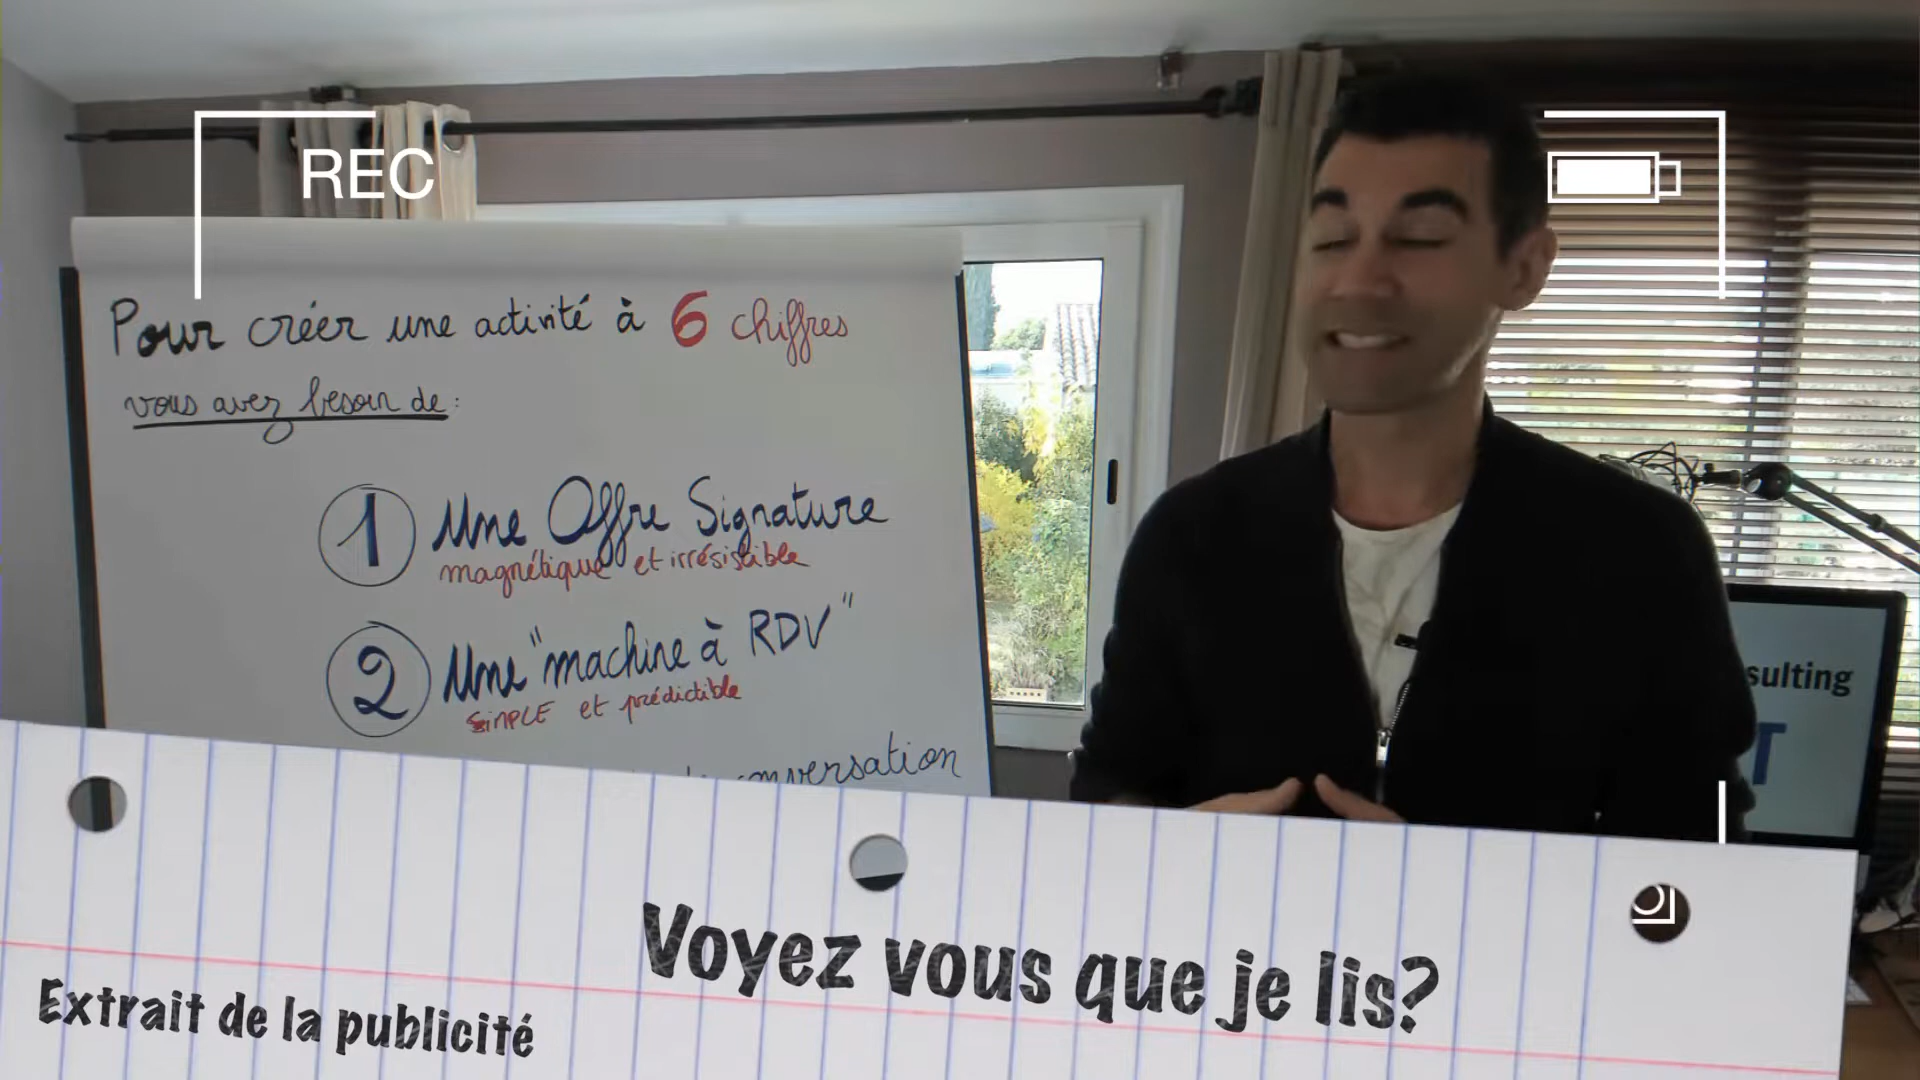 REC
Pour créer une activité à 6 chiffres
vous avez besoin de:
1 Une Offre Signature
magnétique et irrésistible
2 Une "machine à RDV"
SIMPLE et prédictible
sulting
T
Voyez vous que je lis?
Extrait de la publicité